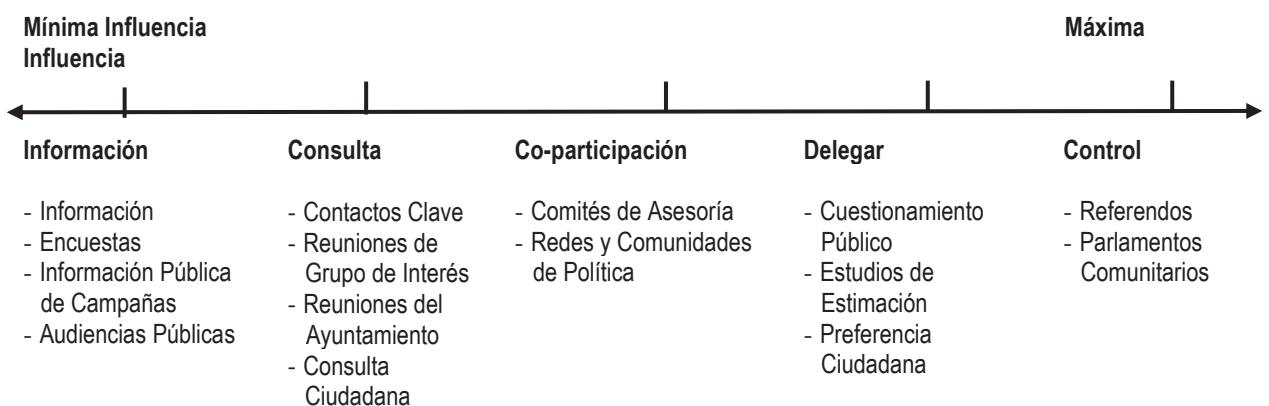 Mínima Influencia
Influencia
Máxima
Información
- Información
- Encuestas
- Información Pública
de Campañas
- Audiencias Públicas
Consulta
- Contactos Clave
- Reuniones de
Grupo de Interés
- Reuniones del
Ayuntamiento
- Consulta
Ciudadana
Co-participación
- Comités de Asesoría
- Redes y Comunidades
de Política
Delegar
- Cuestionamiento
Público
- Estudios de
Estimación
- Preferencia
Ciudadana
Control
- Referendos
- Parlamentos
Comunitarios